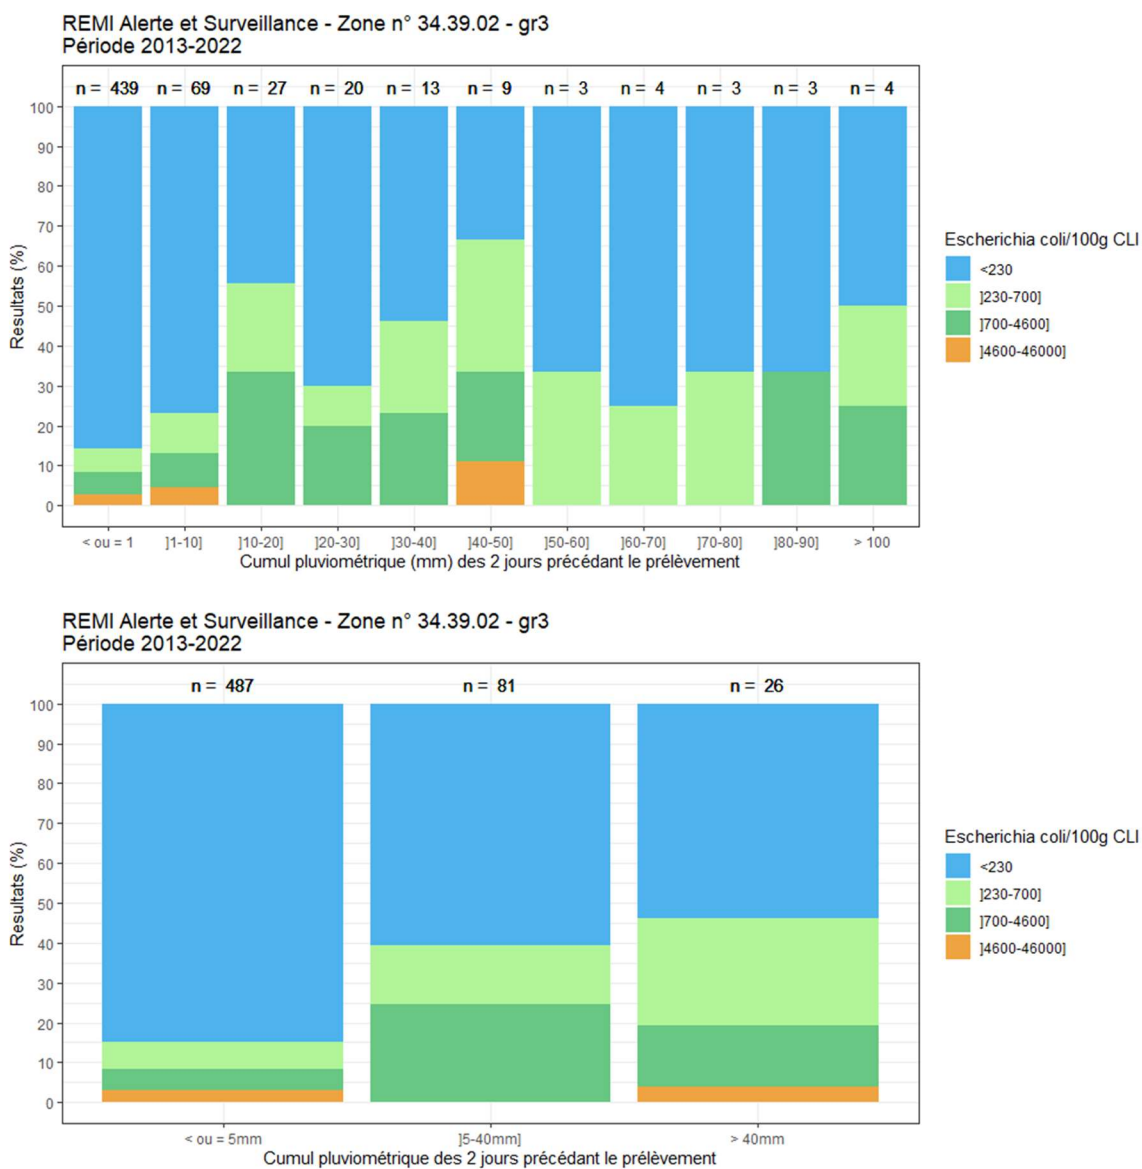 REMI Alerte et Surveillance - Zone n° 34.39.02 - gr3
Période 2013-2022
n = 439 n = 69 n = 27 n = 20 n = 13 n = 9 n = 3 n = 4 n = 3 n = 3 n = 4
100
90
80
70
60
50
40
30
20
10
0
Resultats (%)
< ou = 1 ]1-10] ]10-20] ]20-30] ]30-40] ]40-50] ]50-60] ]60-70] ]70-80] ]80-90] > 100
Cumul pluviométrique (mm) des 2 jours précédant le prélèvement
Escherichia coli/100g CLI
<230
]230-700]
]700-4600]
]4600-46000]
REMI Alerte et Surveillance - Zone n° 34.39.02 - gr3
Période 2013-2022
n = 487 n = 81 n = 26
100
90
80
70
60
50
40
30
20
10
0
Resultats (%)
< ou = 5mm ]5-40mm] > 40mm
Cumul pluviométrique des 2 jours précédant le prélèvement
Escherichia coli/100g CLI
<230
]230-700]
]700-4600]
]4600-46000]